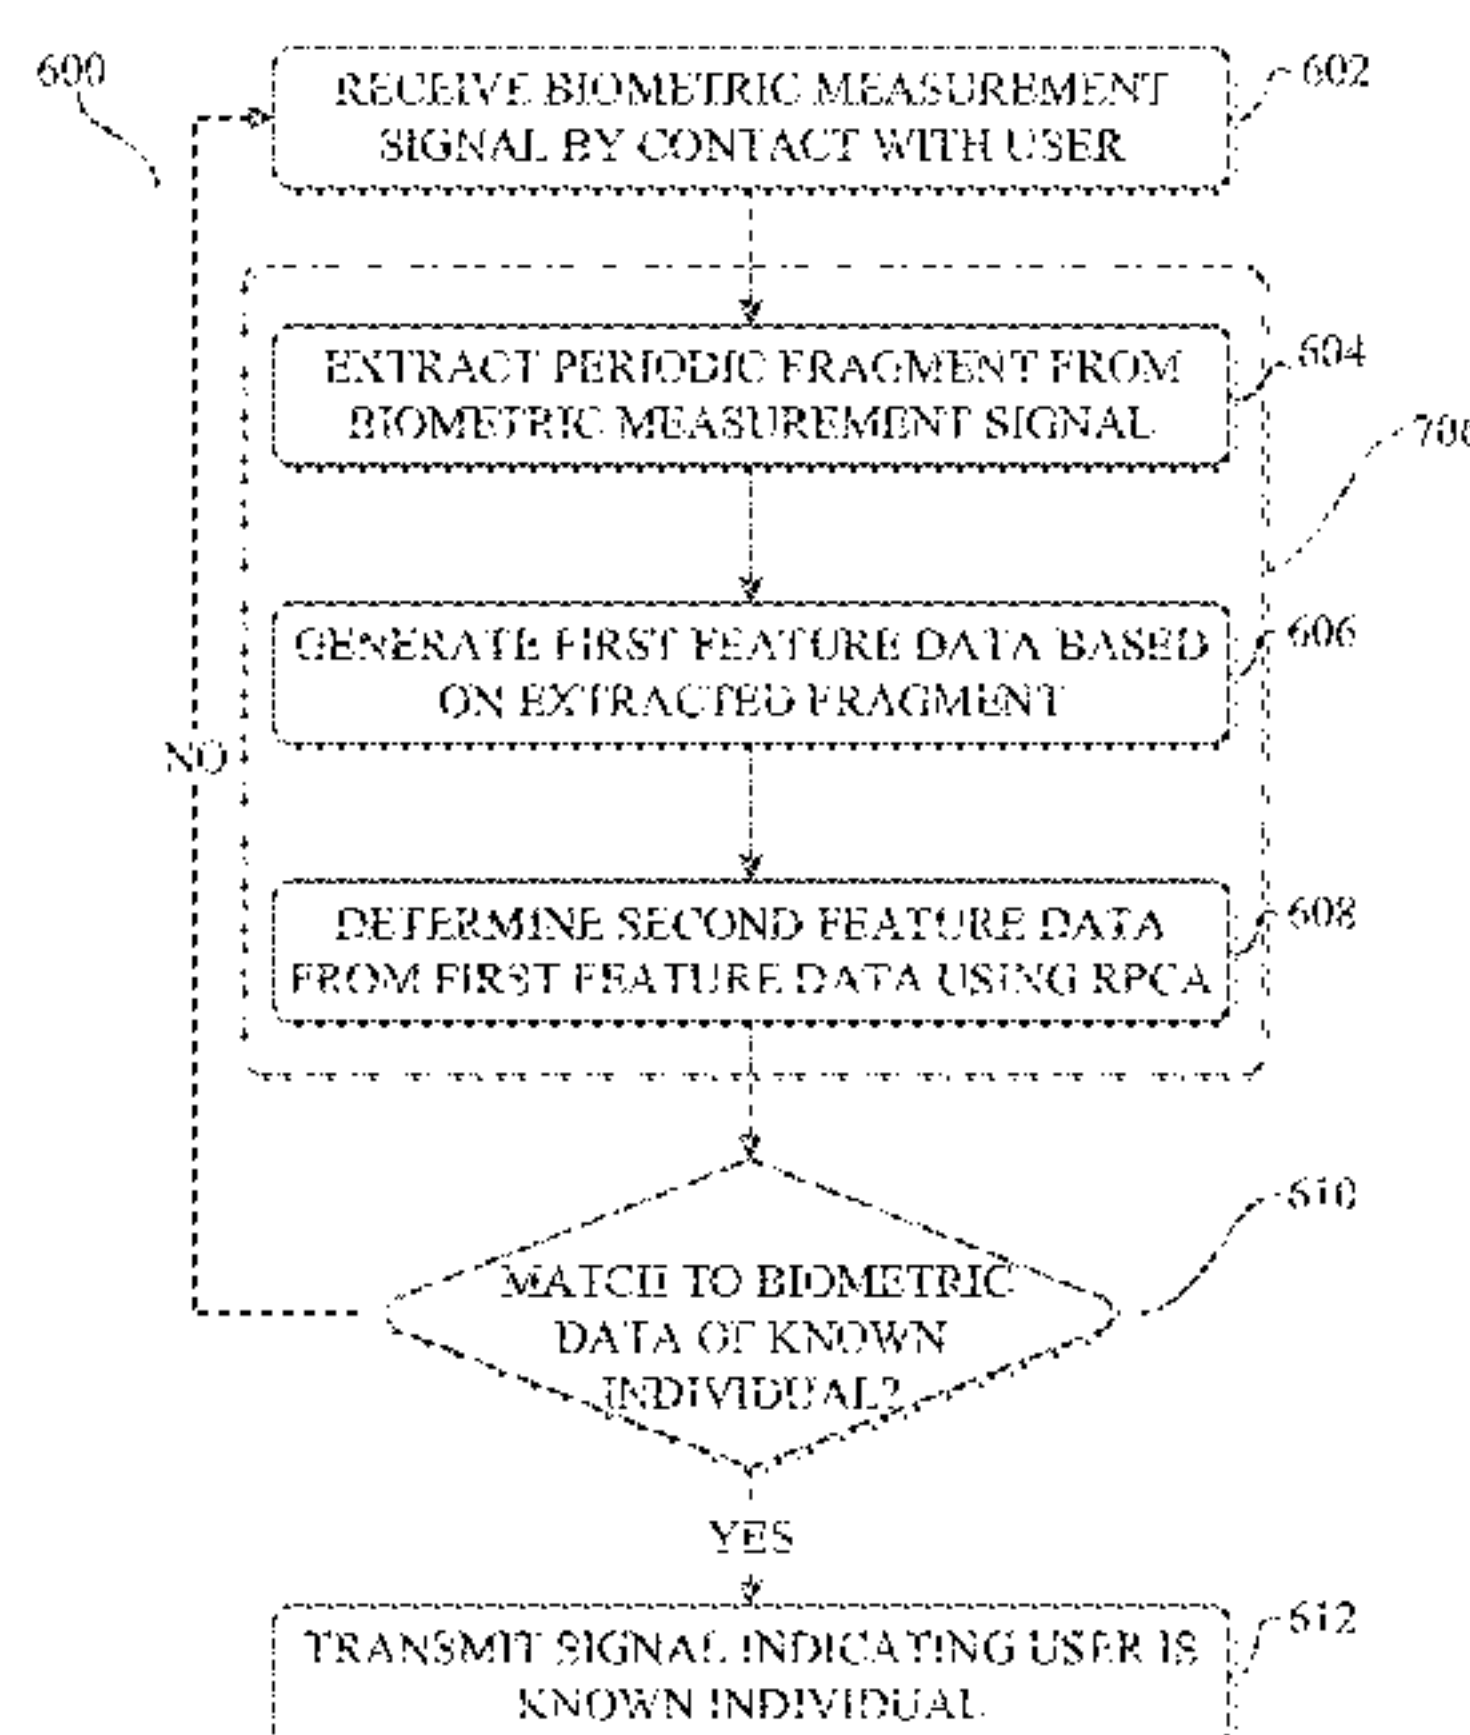 600
RECEIVE BIOMETRIC MEASUREMENT
SIGNAL BY CONTACT WITH USER
602
EXTRACT PERIODIC FRAGMENT FROM
BIOMETRIC MEASUREMENT SIGNAL
604
700
GENERATE FIRST FEATURE DATA BASED
ON EXTRACTED FRAGMENT
606
NO
DETERMINE SECOND FEATURE DATA
FROM FIRST FEATURE DATA USING RPCA
608
MATCH TO BIOMETRIC
DATA OF KNOWN
INDIVIDUAL?
610
YES
TRANSMIT SIGNAL INDICATING USER IS
KNOWN INDIVIDUAL
612